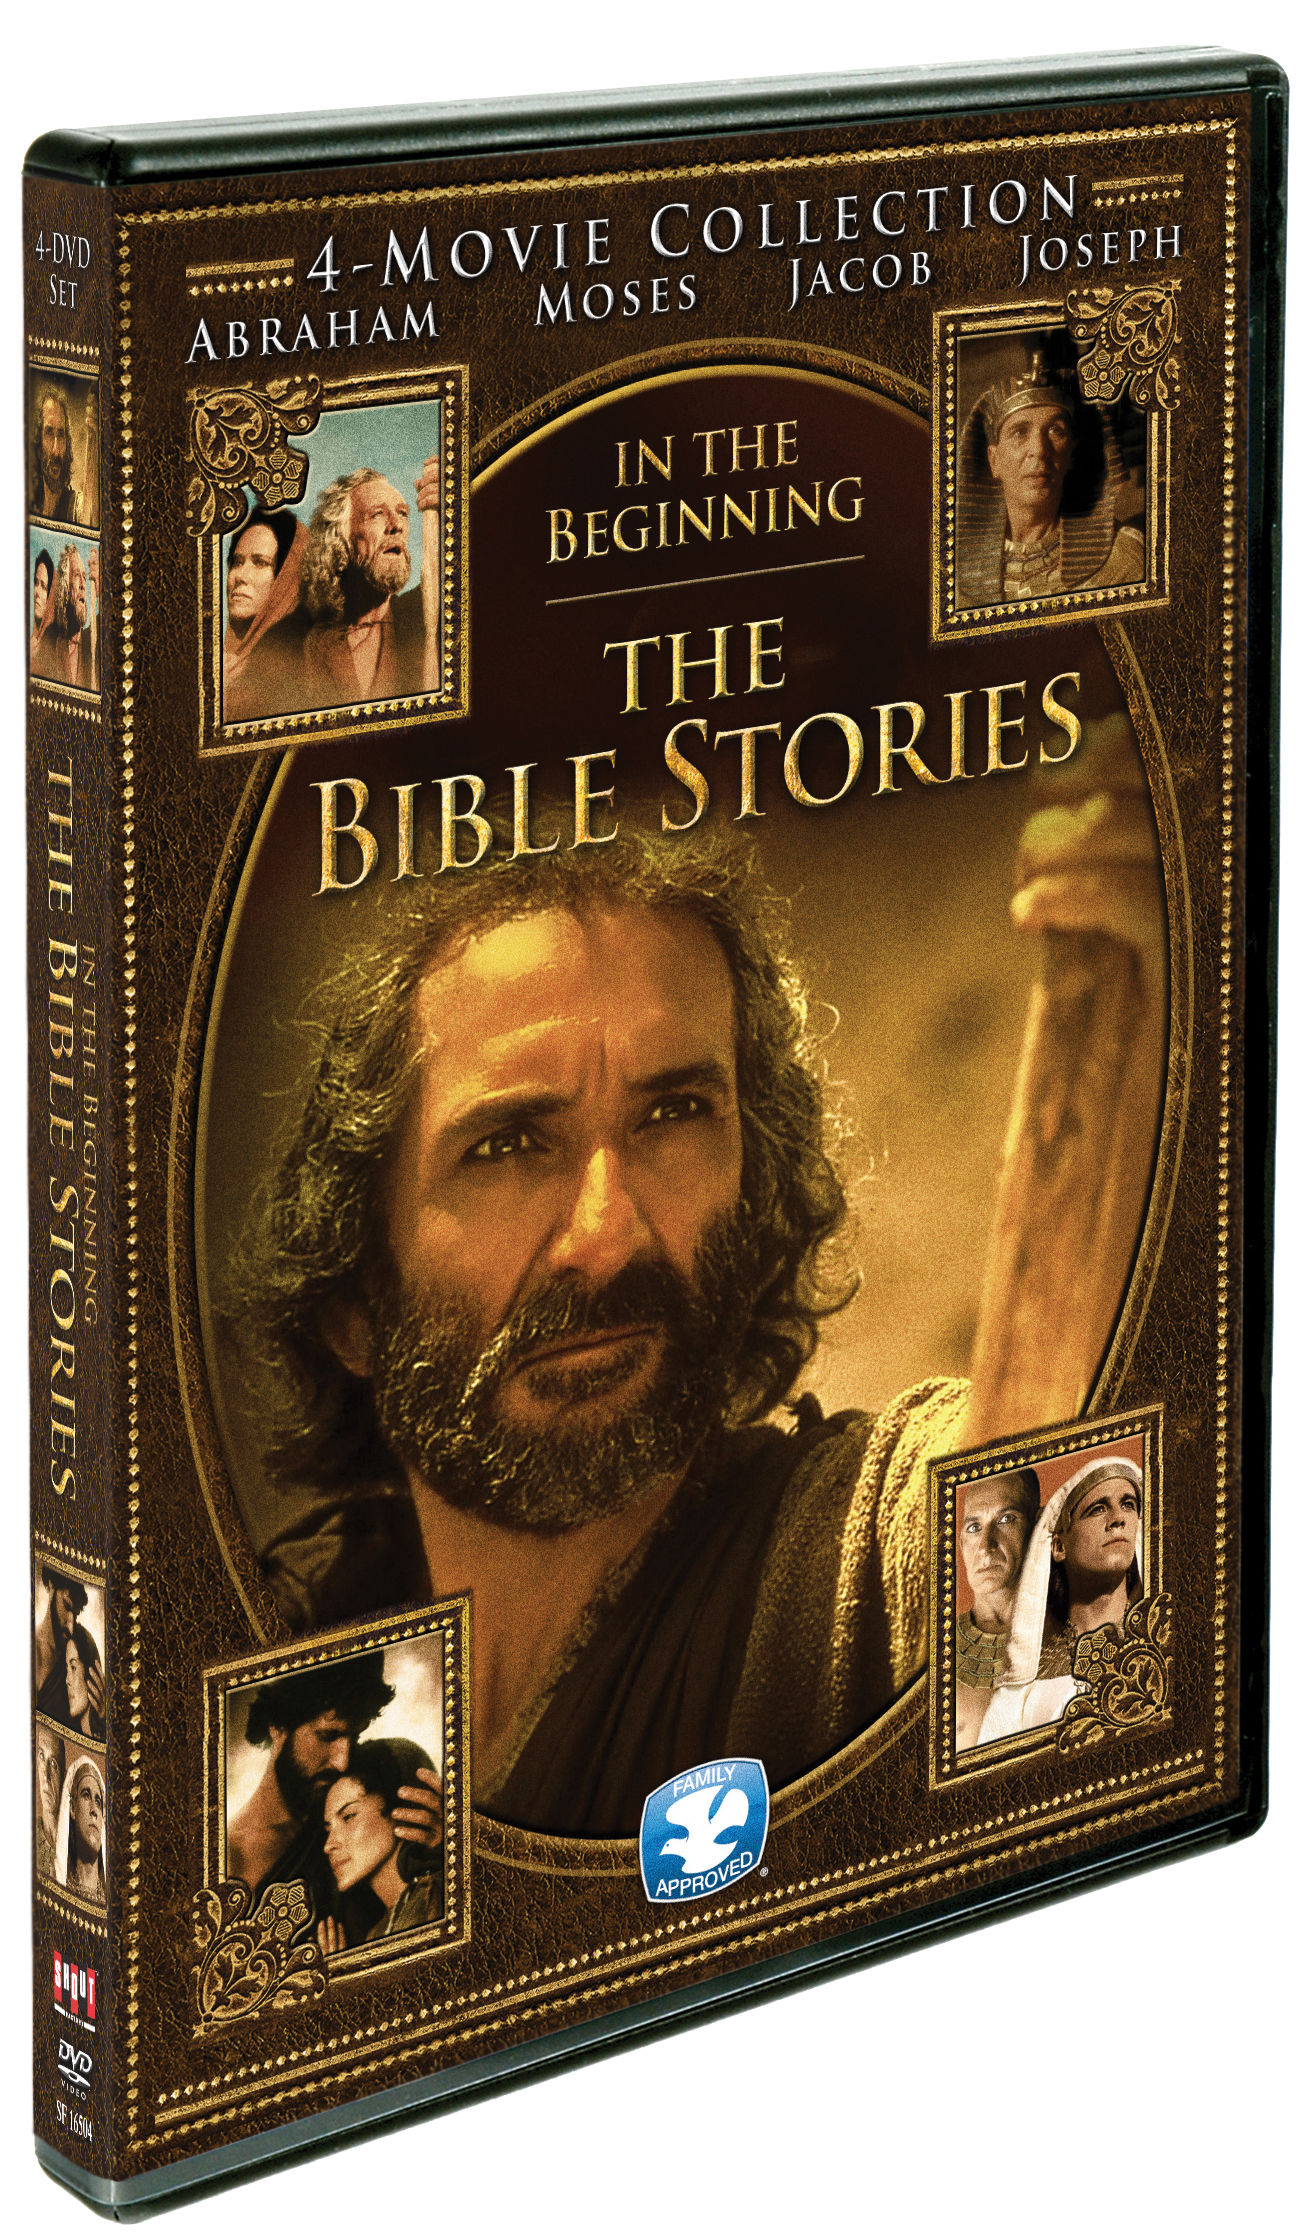 4-MOVIE COLLECTION
ABRAHAM MOSES JACOB JOSEPH
IN THE
BEGINNING
THE
BIBLE STORIES
FAMILY
APPROVED®
4-DVD
SET
IN THE BEGINNING
THE BIBLE STORIES
SHOUT
FACTORY
DVD
VIDEO
SF 16504